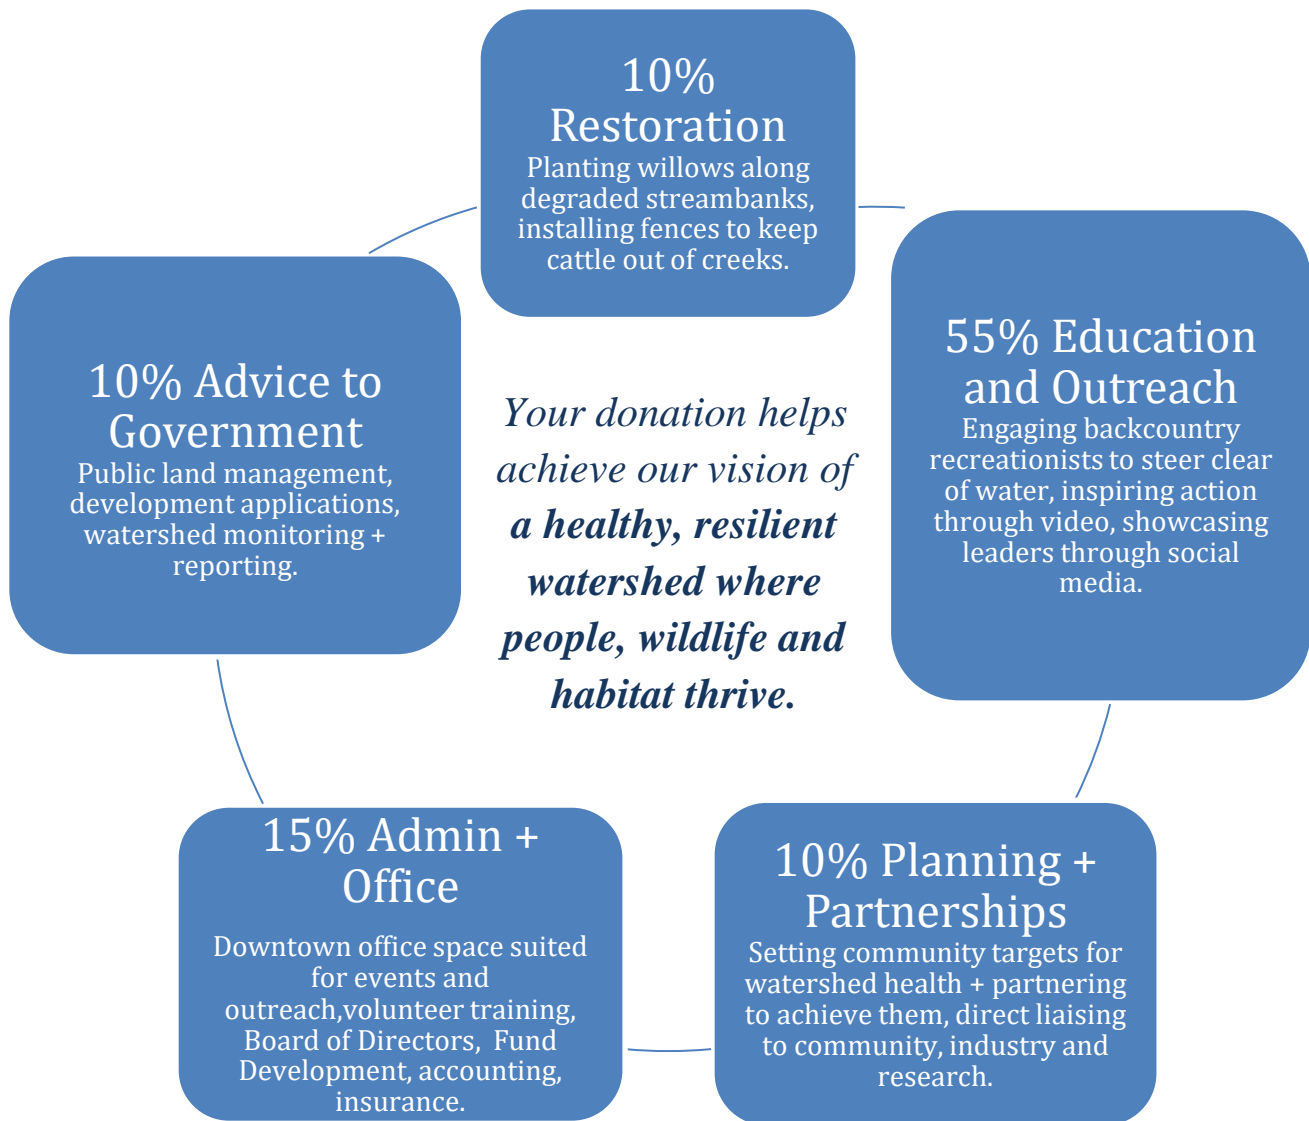 10%
Restoration
Planting willows along
degraded streambanks,
installing fences to keep
cattle out of creeks.
55% Education
and Outreach
Engaging backcountry
recreationists to steer clear
of water, inspiring action
through video, showcasing
leaders through social
media.
10% Planning +
Partnerships
Setting community targets for
watershed health + partnering
to achieve them, direct liaising
to community, industry and
research.
15% Admin +
Office
Downtown office space suited
for events and
outreach,volunteer training,
Board of Directors,  Fund
Development, accounting,
insurance.
10% Advice to
Government
Public land management,
development applications,
watershed monitoring +
reporting.
Your donation helps
achieve our vision of
a healthy, resilient
watershed where
people, wildlife and
habitat thrive.